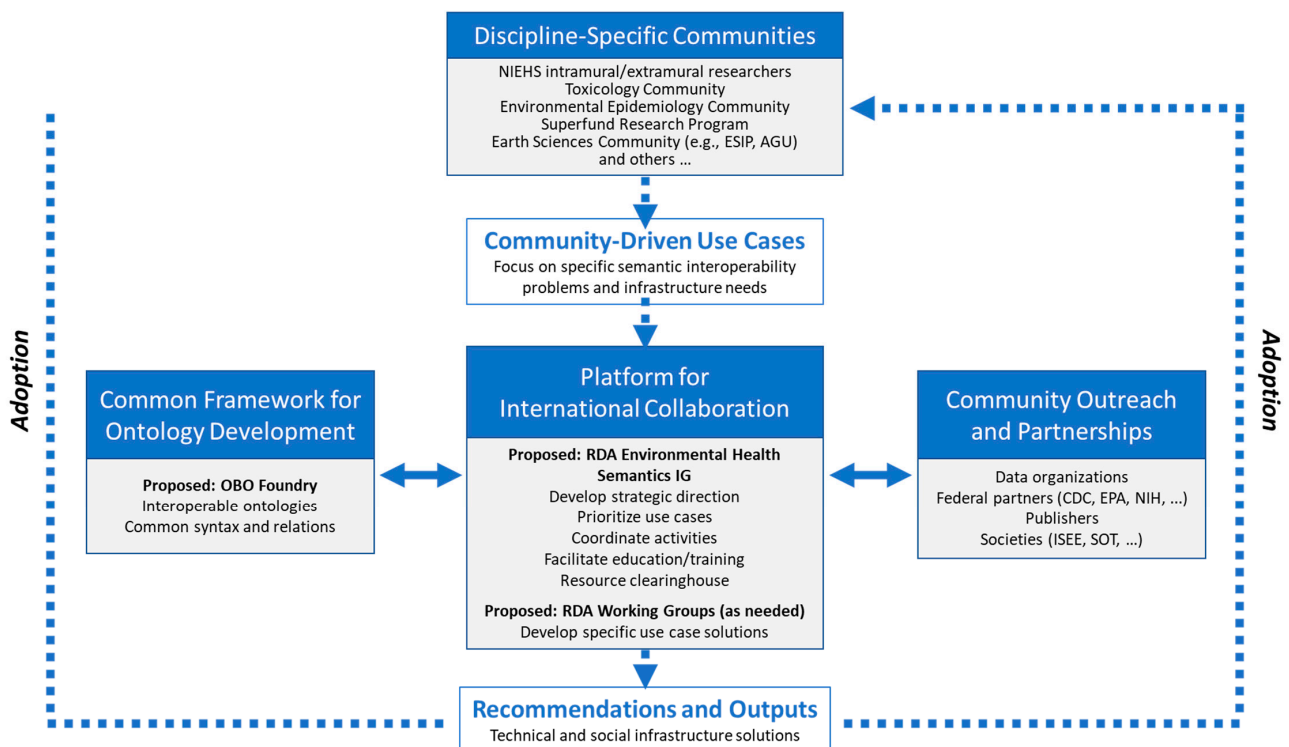 Discipline-Specific Communities
NIEHS intramural/extramural researchers
Toxicology Community
Environmental Epidemiology Community
Superfund Research Program
Earth Sciences Community (e.g., ESIP, AGU)
and others ...
Community-Driven Use Cases
Focus on specific semantic interoperability
problems and infrastructure needs
Adoption
Common Framework for
Ontology Development
Proposed: OBO Foundry
Interoperable ontologies
Common syntax and relations
Platform for
International Collaboration
Proposed: RDA Environmental Health
Semantics IG
Develop strategic direction
Prioritize use cases
Coordinate activities
Facilitate education/training
Resource clearinghouse
Proposed: RDA Working Groups (as needed)
Develop specific use case solutions
Community Outreach
and Partnerships
Data organizations
Federal partners (CDC, EPA, NIH, ...)
Publishers
Societies (ISEE, SOT, ...)
Adoption
Recommendations and Outputs
Technical and social infrastructure solutions